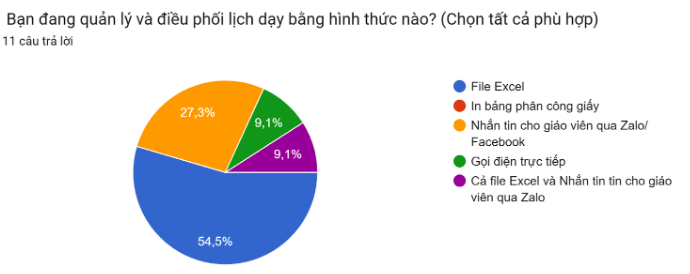 Bạn đang quản lý và điều phối lịch dạy bằng hình thức nào? (Chọn tất cả phù hợp)
11 câu trả lời
27,3%
9,1%
9,1%
54,5%
File Excel
In bảng phân công giấy
Nhắn tin cho giáo viên qua Zalo/
Facebook
Gọi điện trực tiếp
Cả file Excel và Nhắn tin tin cho giáo
viên qua Zalo